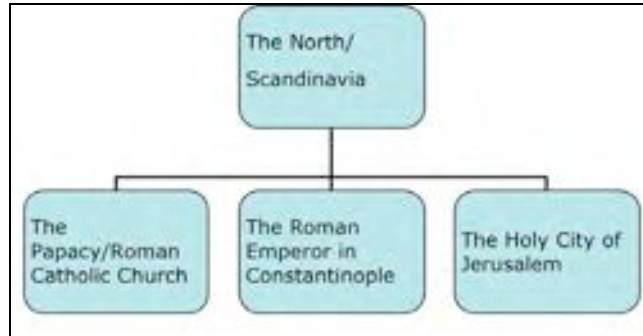 The North/
Scandinavia
The
Papacy/Roman
Catholic Church
The Roman
Emperor in
Constantinople
The Holy City of
Jerusalem